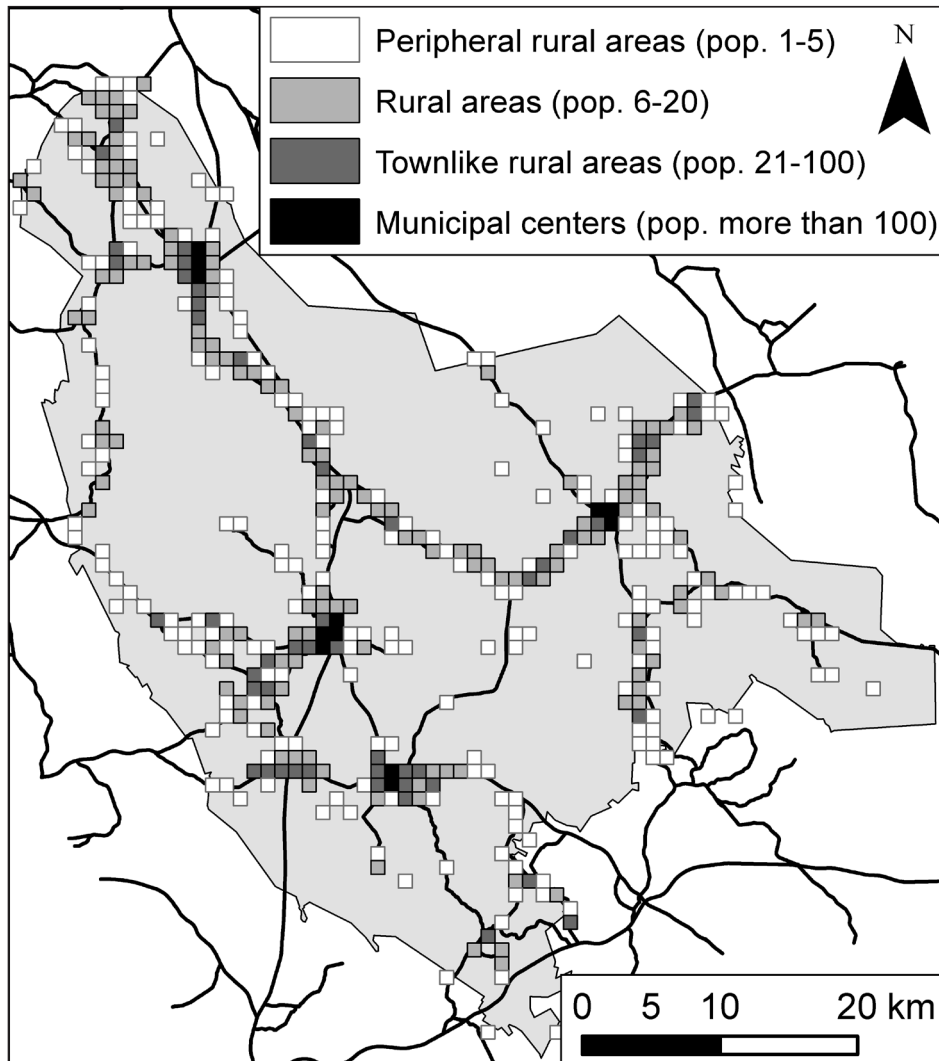 Peripheral rural areas (pop. 1-5)
N
Rural areas (pop. 6-20)
Townlike rural areas (pop. 21-100)
Municipal centers (pop. more than 100)
0 5 10 20 km